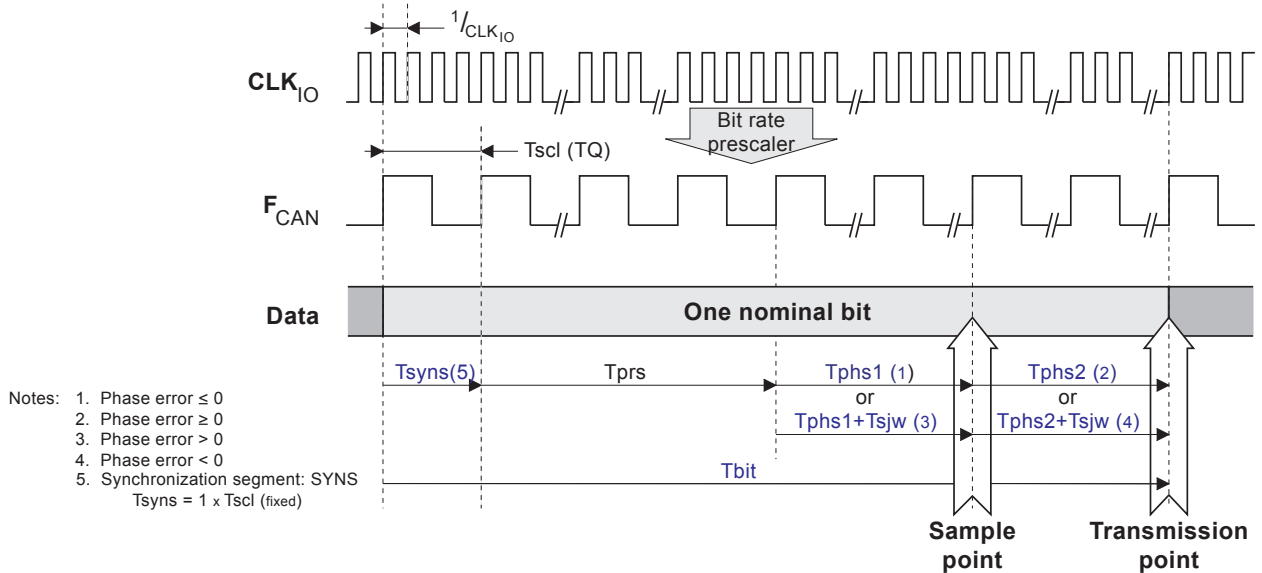 1/CLKIO
CLKIO
Bit rate
prescaler
Tscl (TQ)
FCAN
Data
One nominal bit
Tsyns(5)
Tprs
Tphs1 (1)
or
Tphs1+Tsjw (3)
Tphs2 (2)
or
Tphs2+Tsjw (4)
Tbit
Notes: 1. Phase error ≤ 0
2. Phase error ≥ 0
3. Phase error > 0
4. Phase error < 0
5. Synchronization segment: SYNS
Tsyns = 1 x Tscl (fixed)
Sample
point
Transmission
point